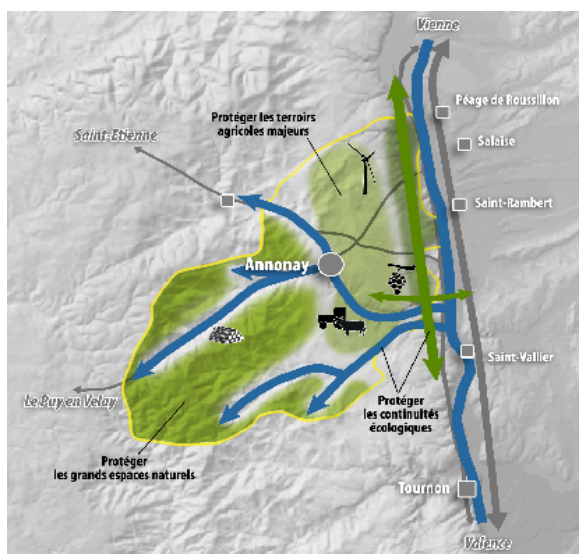 Vienne
Péage de Roussillon
Protéger les terroirs
agricoles majeurs
Saint-Etienne
Salaise
Saint-Rambert
Annonay
Saint-Vallier
Le Puy en Velay
Protéger
les continuités
écologiques
Protéger
les grands espaces naturels
Tournon
Valence